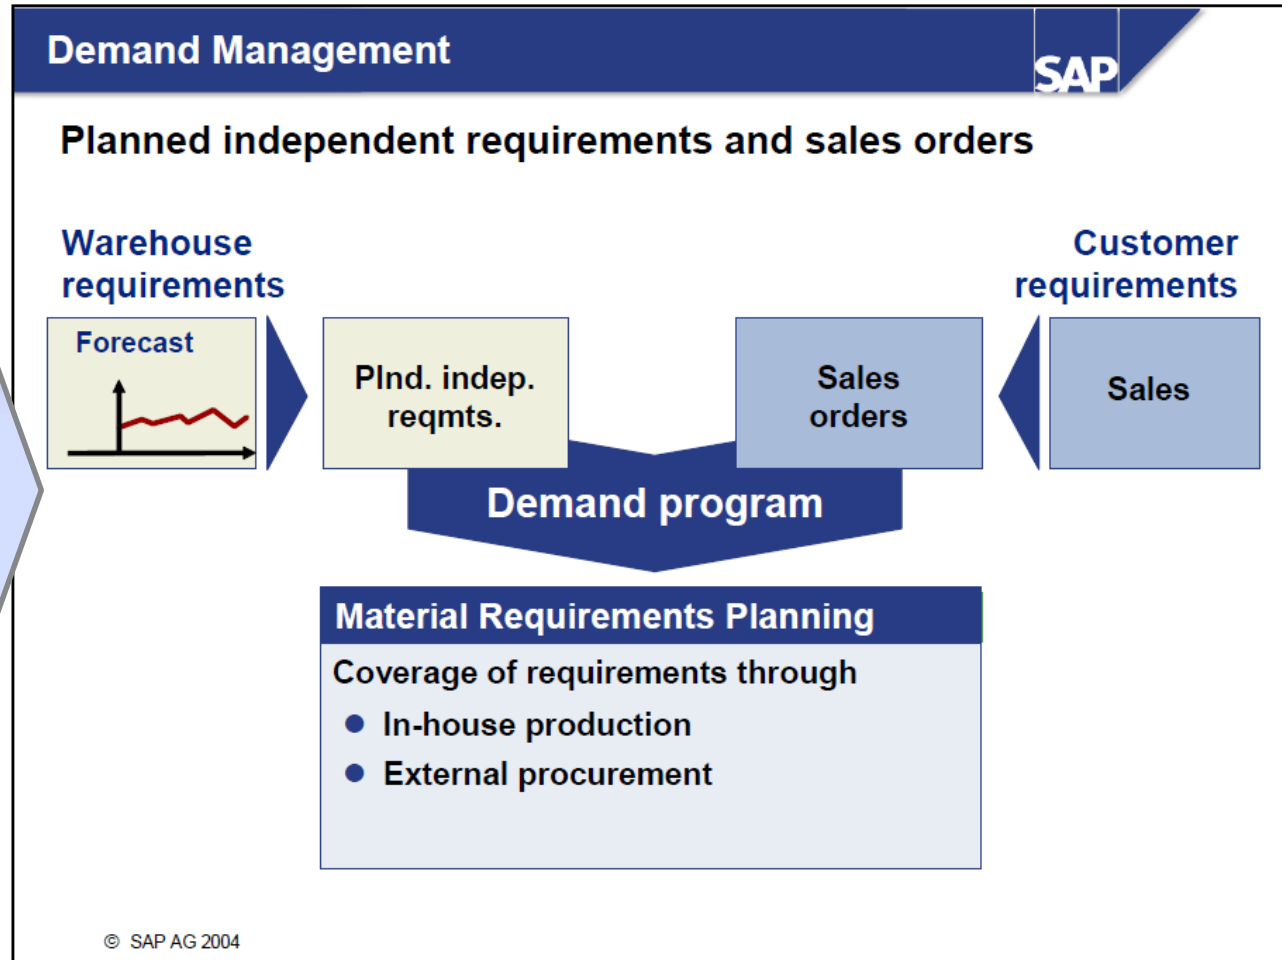 Demand Management
SAP
Planned independent requirements and sales orders
Warehouse
requirements
Customer
requirements
Forecast
Plnd. indep.
reqmts.
Sales
orders
Sales
Demand program
Material Requirements Planning
Coverage of requirements through
● In-house production
● External procurement
© SAP AG 2004